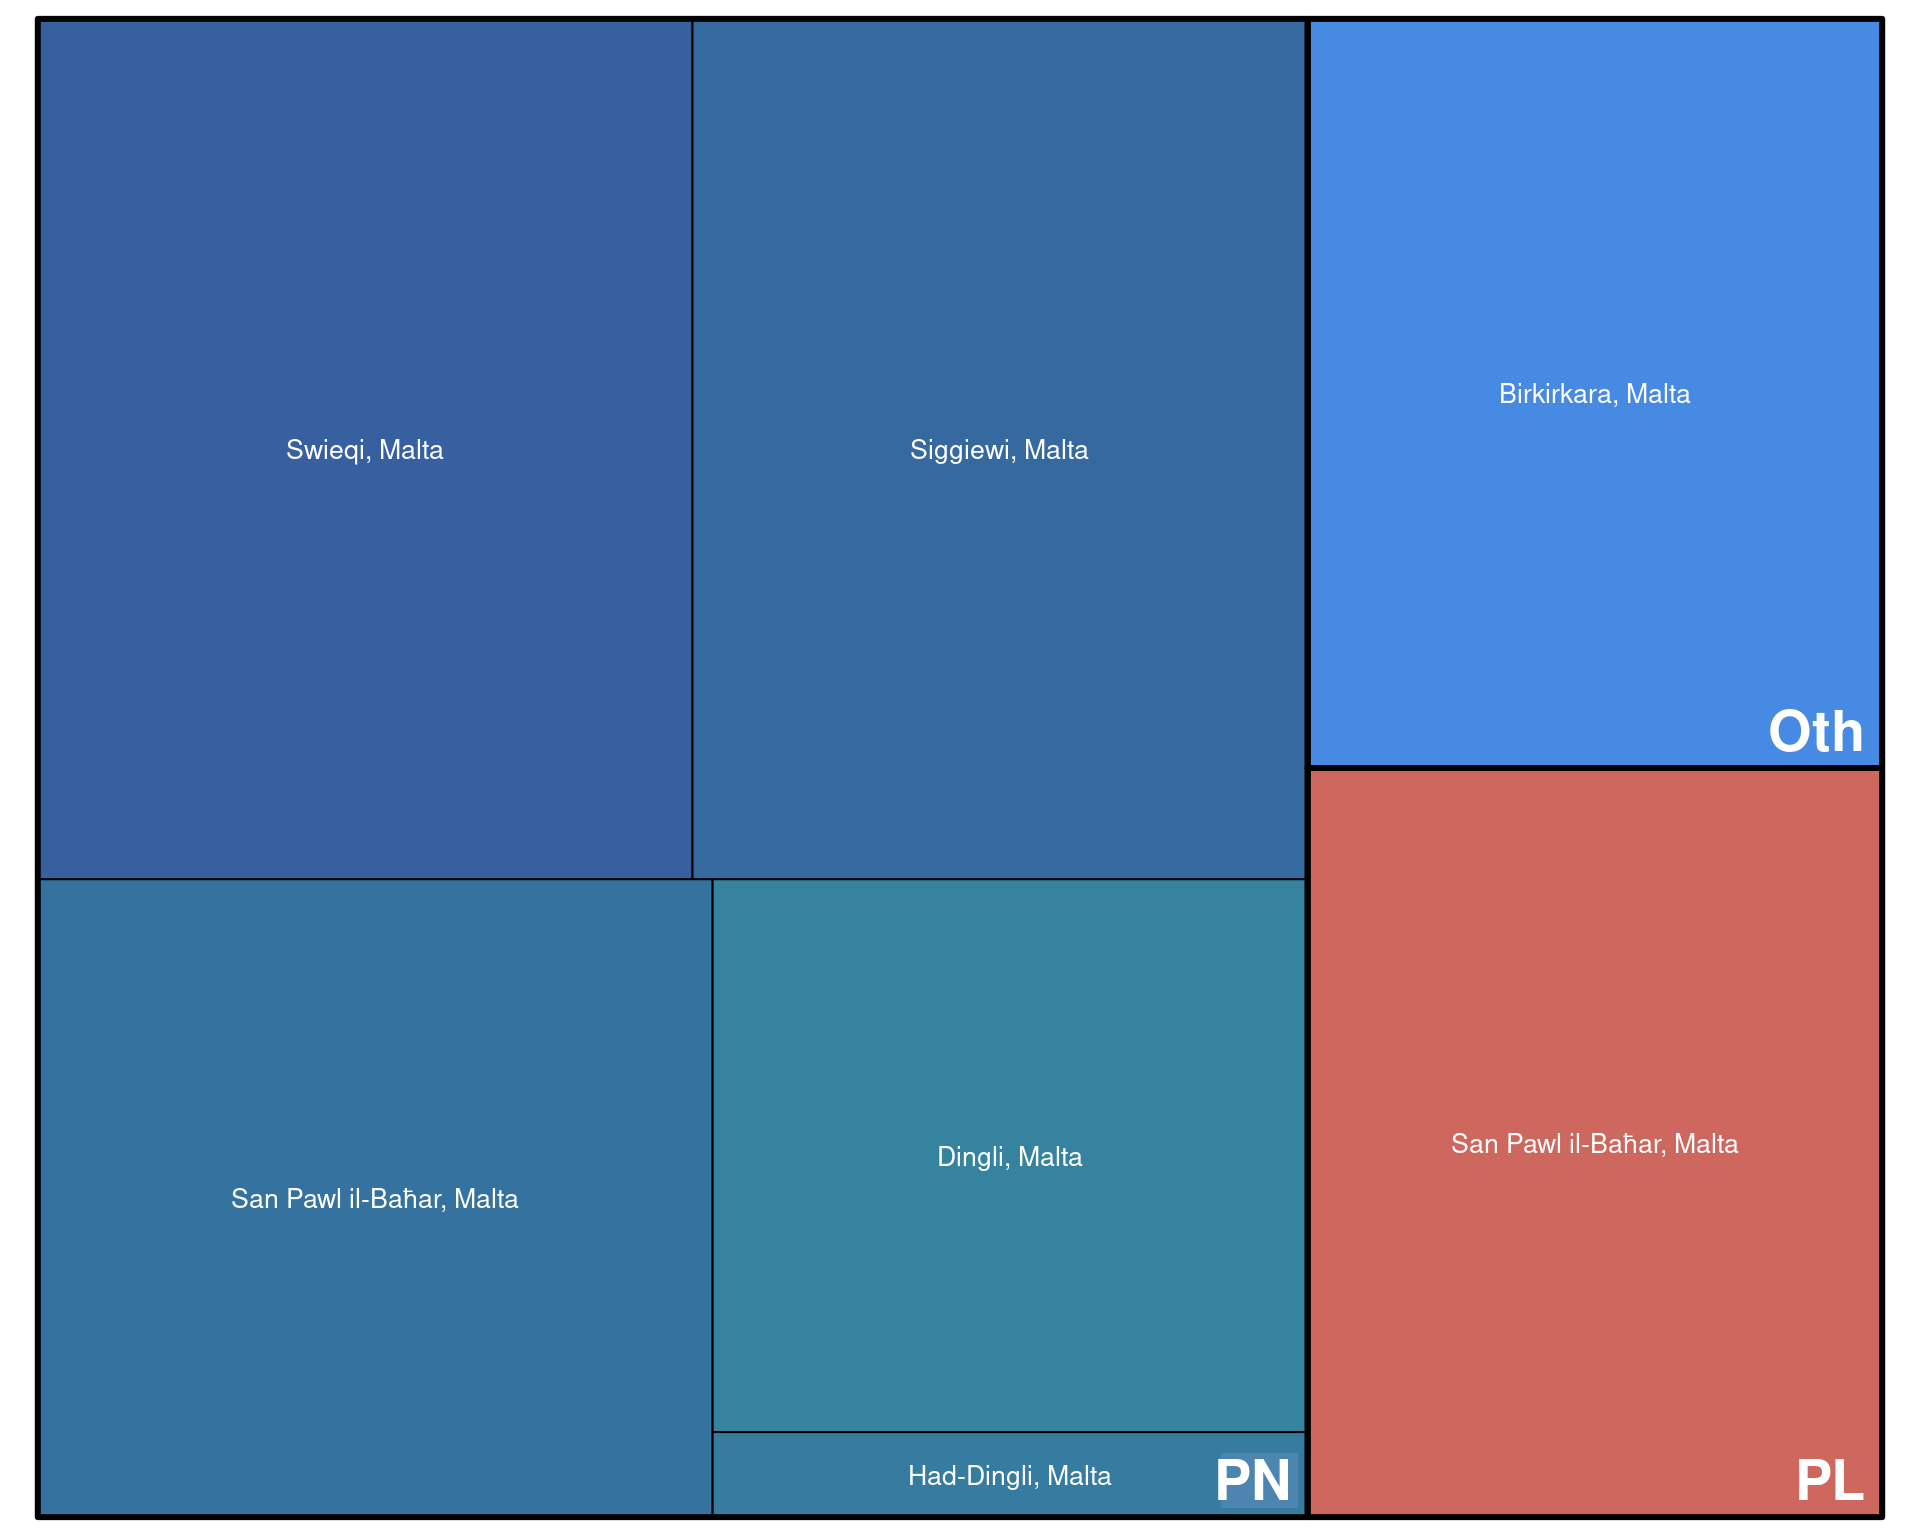 Swieqi, Malta
Siggiewi, Malta
Birkirkara, Malta
Oth
San Pawl il-Baħar, Malta
Dingli, Malta
Had-Dingli, Malta
PN
San Pawl il-Baħar, Malta
PL